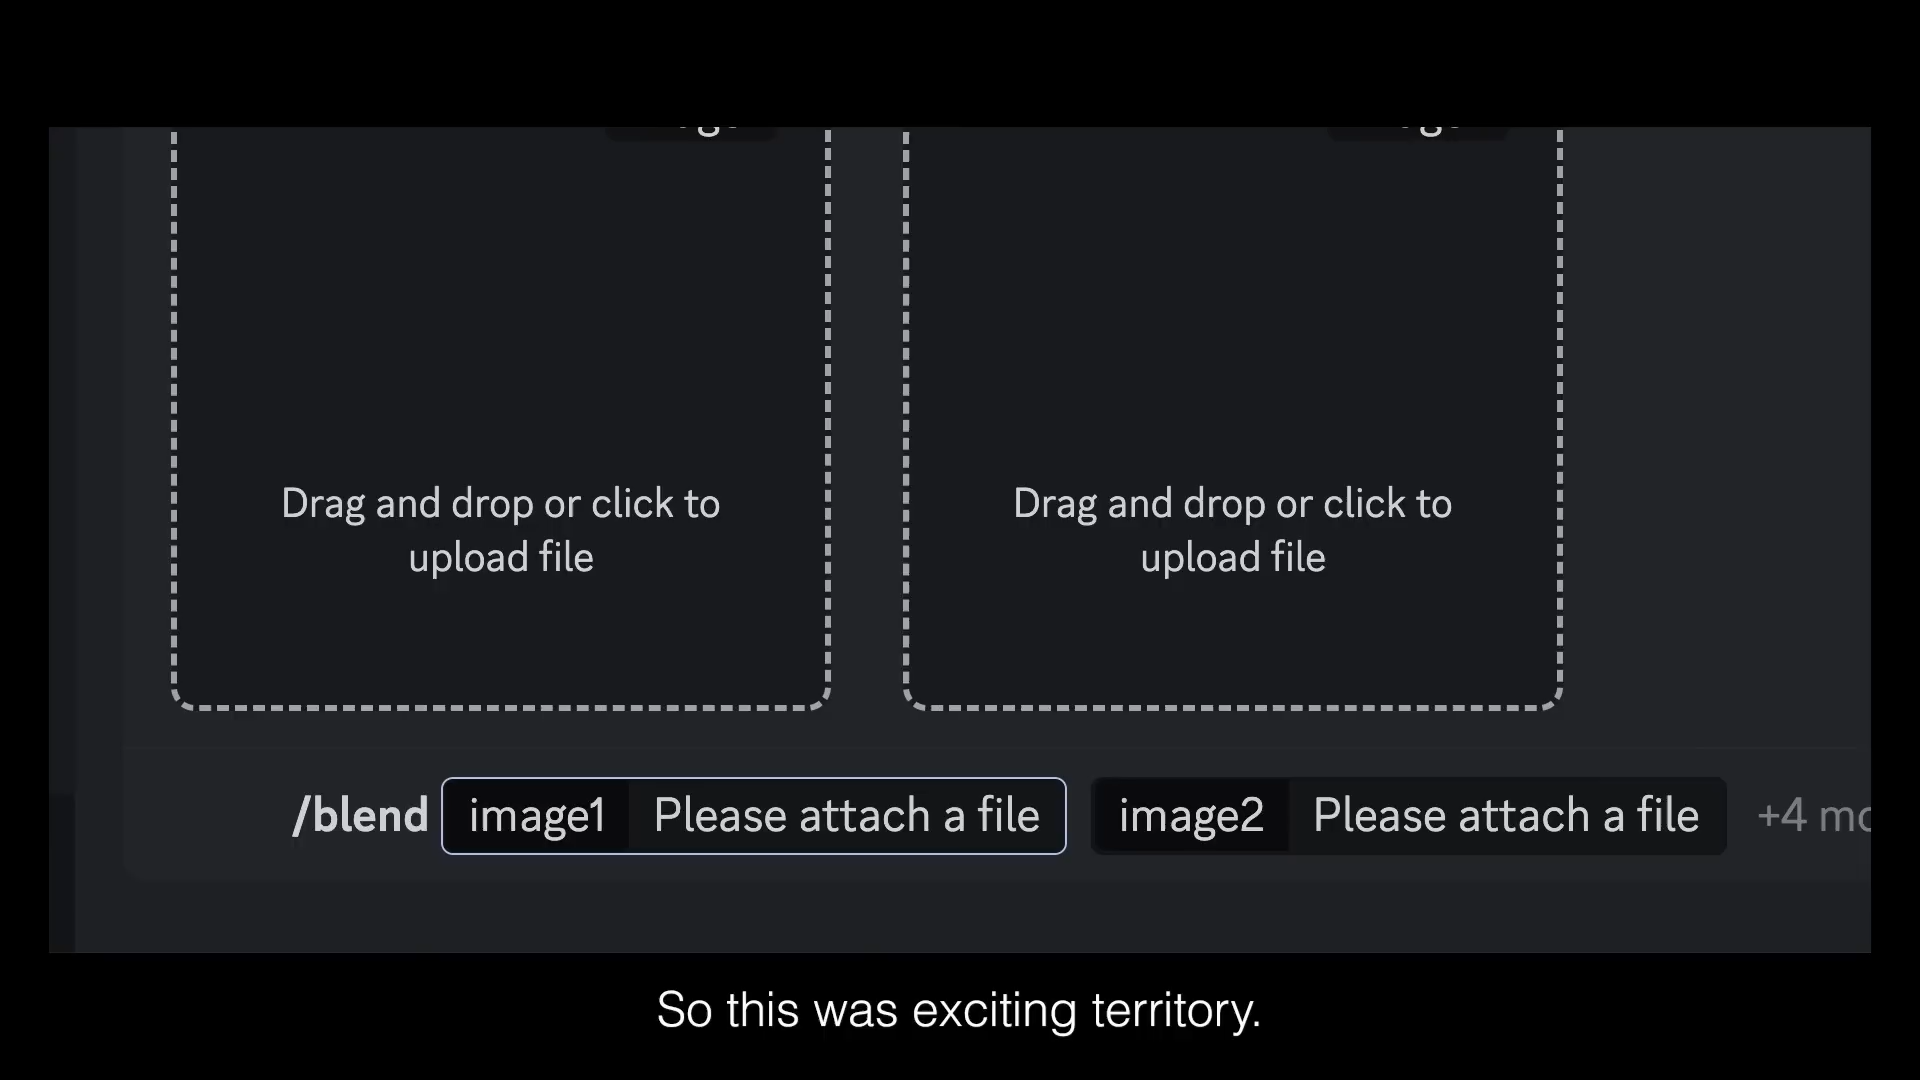 Drag and drop or click to
upload file
Drag and drop or click to
upload file
/blend image1 Please attach a file image2 Please attach a file +4
So this was exciting territory.